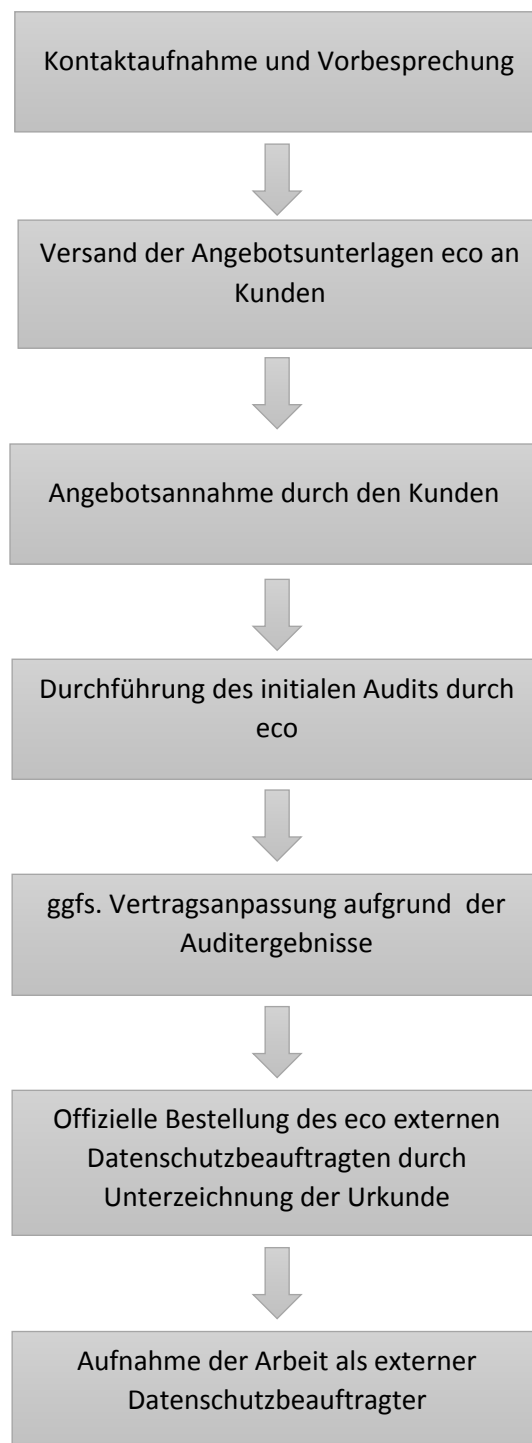 Kontaktaufnahme und Vorbesprechung
Versand der Angebotsunterlagen eco an
Kunden
Angebotsannahme durch den Kunden
Durchführung des initialen Audits durch
eco
ggfs. Vertragsanpassung aufgrund  der
Auditergebnisse
Offizielle Bestellung des eco externen
Datenschutzbeauftragten durch
Unterzeichnung der Urkunde
Aufnahme der Arbeit als externer
Datenschutzbeauftragter